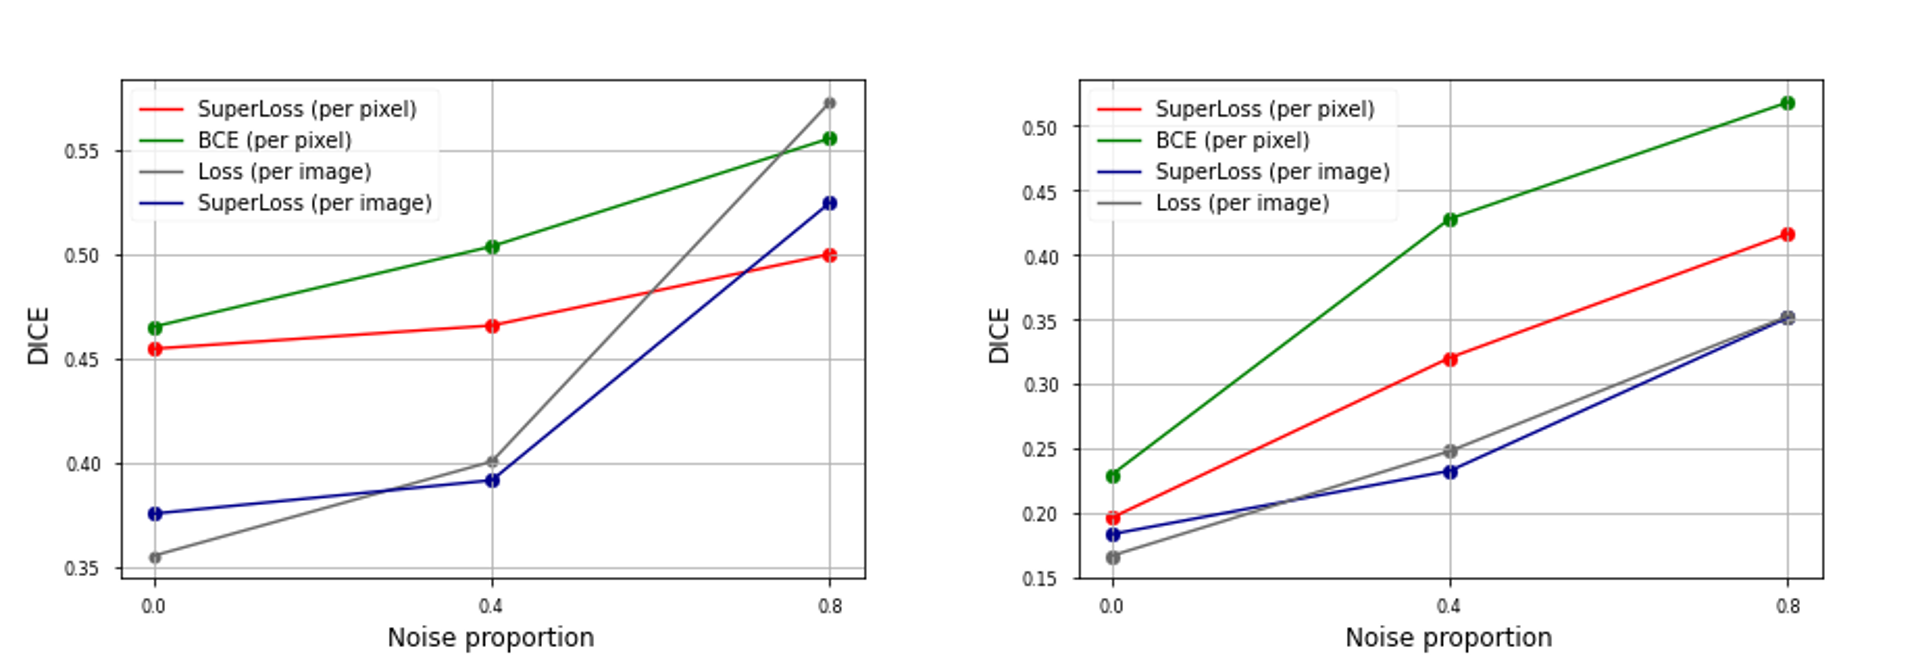 SuperLoss (per pixel)
BCE (per pixel)
Loss (per image)
SuperLoss (per image)
0.55
0.50
0.45
0.40
0.35
DICE
0.0
0.4
0.8
Noise proportion
SuperLoss (per pixel)
BCE (per pixel)
SuperLoss (per image)
Loss (per image)
0.50
0.45
0.40
0.35
0.30
0.25
0.20
0.15
DICE
0.0
0.4
0.8
Noise proportion